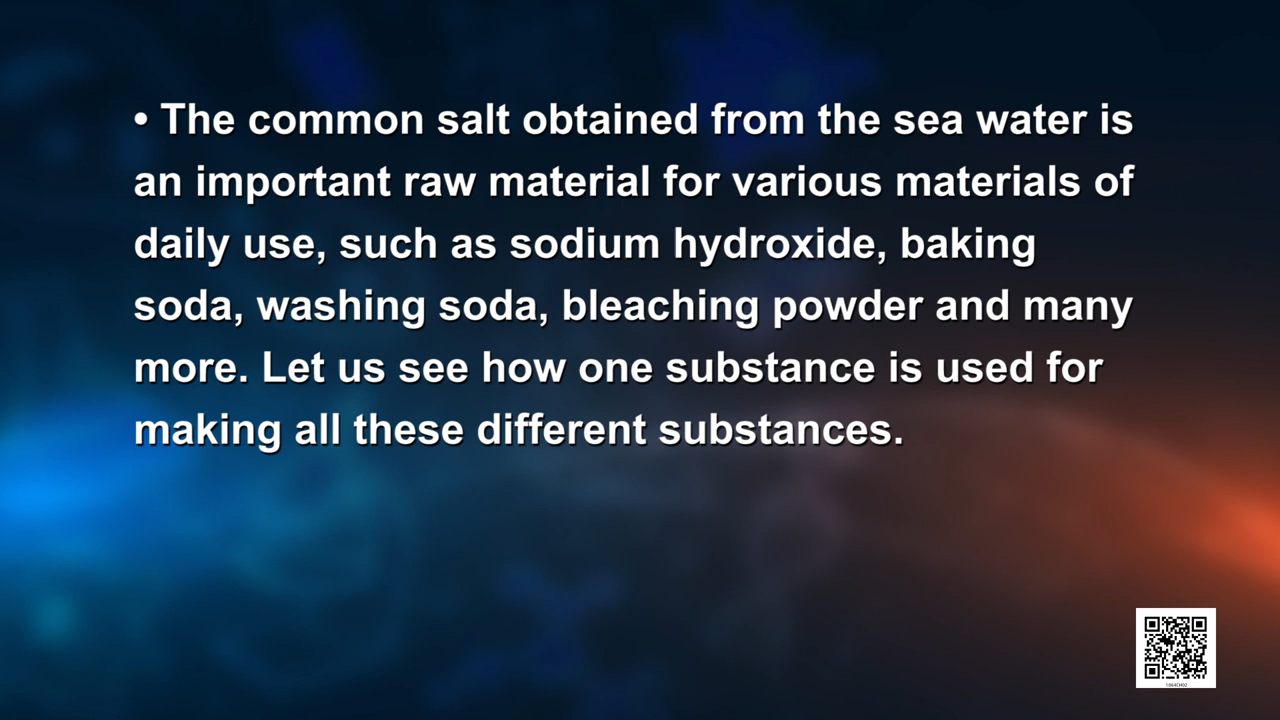 • The common salt obtained from the sea water is
an important raw material for various materials of
daily use, such as sodium hydroxide, baking
soda, washing soda, bleaching powder and many
more. Let us see how one substance is used for
making all these different substances.
1064CH02